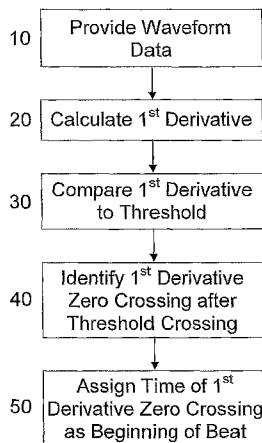 10
Provide Waveform
Data
20
Calculate 1st Derivative
30
Compare 1st Derivative
to Threshold
40
Identify 1st Derivative
Zero Crossing after
Threshold Crossing
50
Assign Time of 1st
Derivative Zero Crossing
as Beginning of Beat